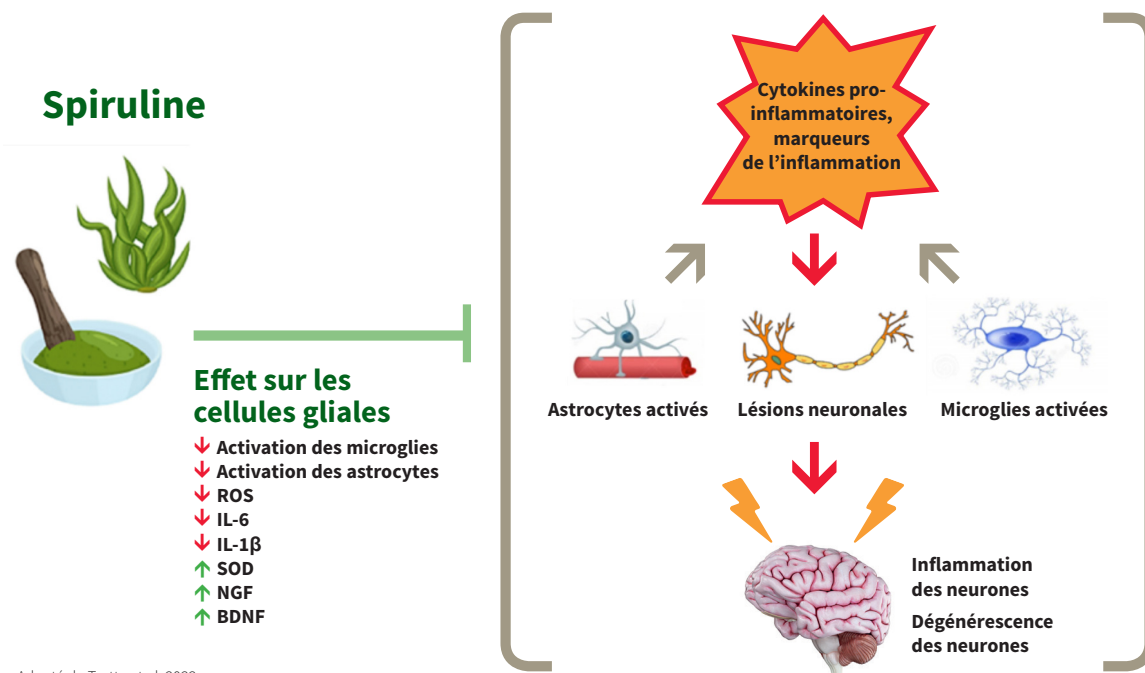 Spiruline
Effet sur les
cellules gliales
↓ Activation des microglies
↓ Activation des astrocytes
↓ ROS
↓ IL-6
↓ IL-1β
↑ SOD
↑ NGF
↑ BDNF
Cytokines pro-
inflammatoires,
marqueurs
de l’inflammation
Astrocytes activés
Lésions neuronales
Microglies activées
Inflammation
des neurones
Dégénérescence
des neurones